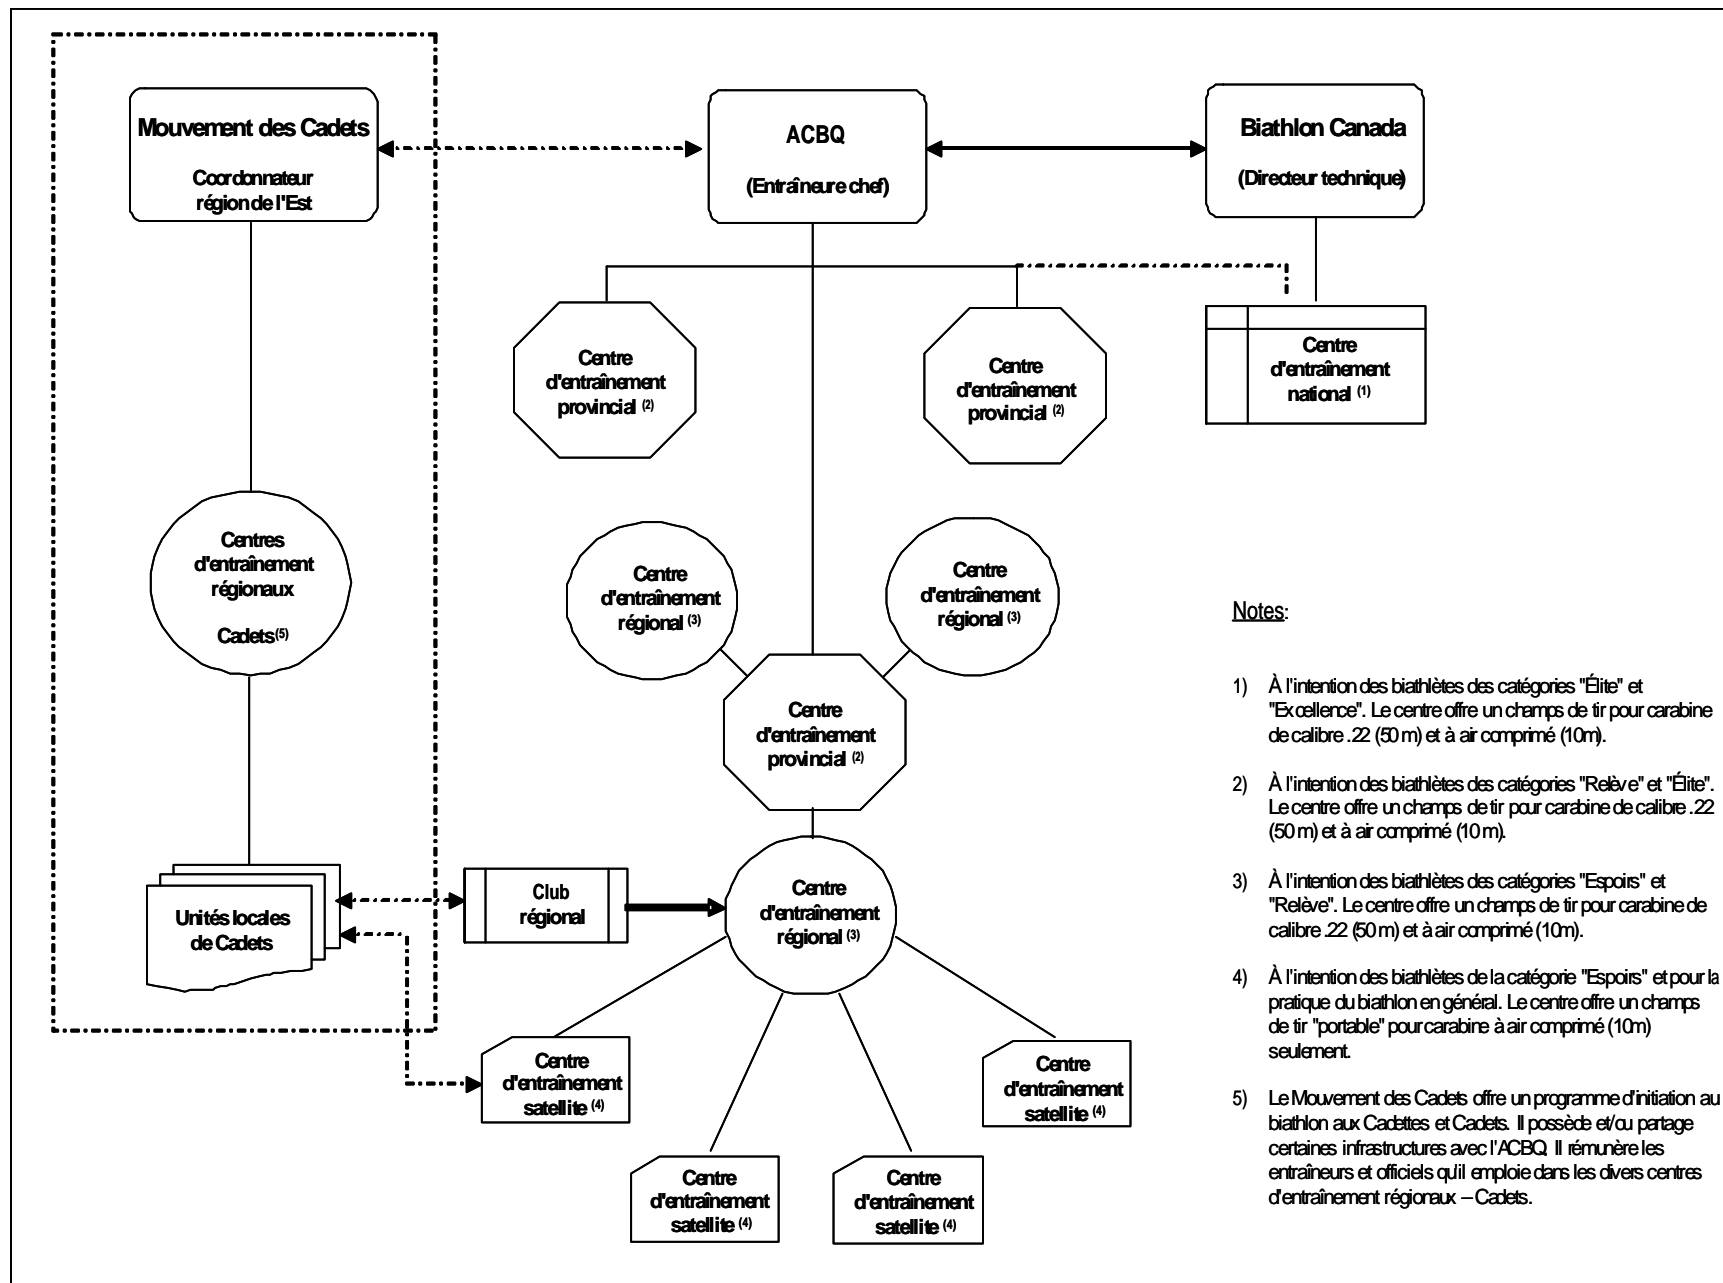 Mouvement des Cadets
Coordonnateur
région de l'Est
ACBQ
(Entraîneure chef)
Biathlon Canada
(Directeur technique)
Centre
d'entraînement
provincial (2)
Centre
d'entraînement
provincial (2)
Centre
d'entraînement
national (1)
Centres
d'entraînement
régionaux
Cadets(5)
Centre
d'entraînement
régional (3)
Centre
d'entraînement
régional (3)
Centre
d'entraînement
provincial (2)
Unités locales
de Cadets
Club
régional
Centre
d'entraînement
régional (3)
Centre
d'entraînement
satellite (4)
Centre
d'entraînement
satellite (4)
Centre
d'entraînement
satellite (4)
Centre
d'entraînement
satellite (4)
Notes:
1) À l'intention des biathlètes des catégories "Élite" et
"Excellence". Le centre offre un champs de tir pour carabine
de calibre .22 (50 m) et à air comprimé (10m).
2) À l'intention des biathlètes des catégories "Relève" et "Élite".
Le centre offre un champs de tir pour carabine de calibre .22
(50 m) et à air comprimé (10 m).
3) À l'intention des biathlètes des catégories "Espoirs" et
"Relève". Le centre offre un champs de tir pour carabine de
calibre .22 (50 m) et à air comprimé (10m).
4) À l'intention des biathlètes de la catégorie "Espoirs" et pour la
pratique du biathlon en général. Le centre offre un champs
de tir "portable" pour carabine à air comprimé (10m)
seulement.
5) Le Mouvement des Cadets offre un programme d'initiation au
biathlon aux Cadettes et Cadets. Il possède et/ou partage
certaines infrastructures avec l'ACBQ. Il rémunère les
entraîneurs et officiels qu'il emploie dans les divers centres
d'entraînement régionaux – Cadets.